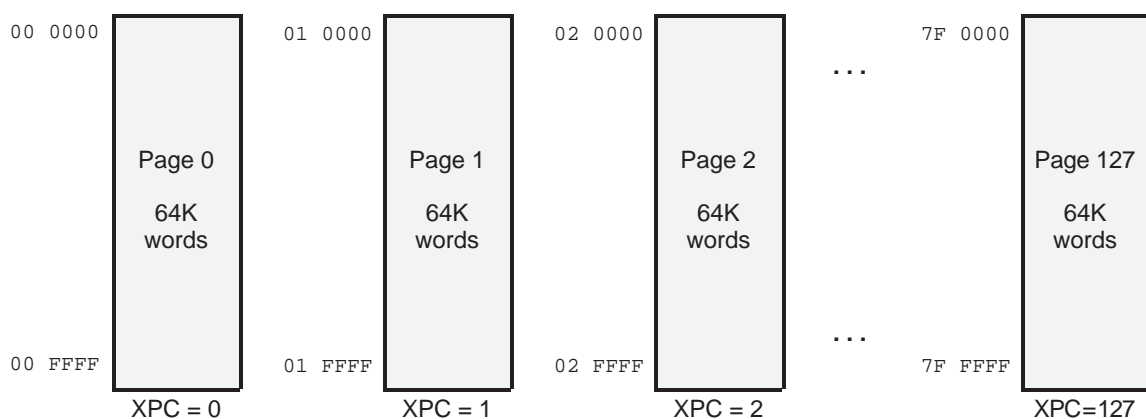 00 0000
01 0000
02 0000
7F 0000
...
Page 0
64K
words
Page 1
64K
words
Page 2
64K
words
Page 127
64K
words
...
00 FFFF
01 FFFF
02 FFFF
7F FFFF
XPC = 0
XPC = 1
XPC = 2
XPC=127